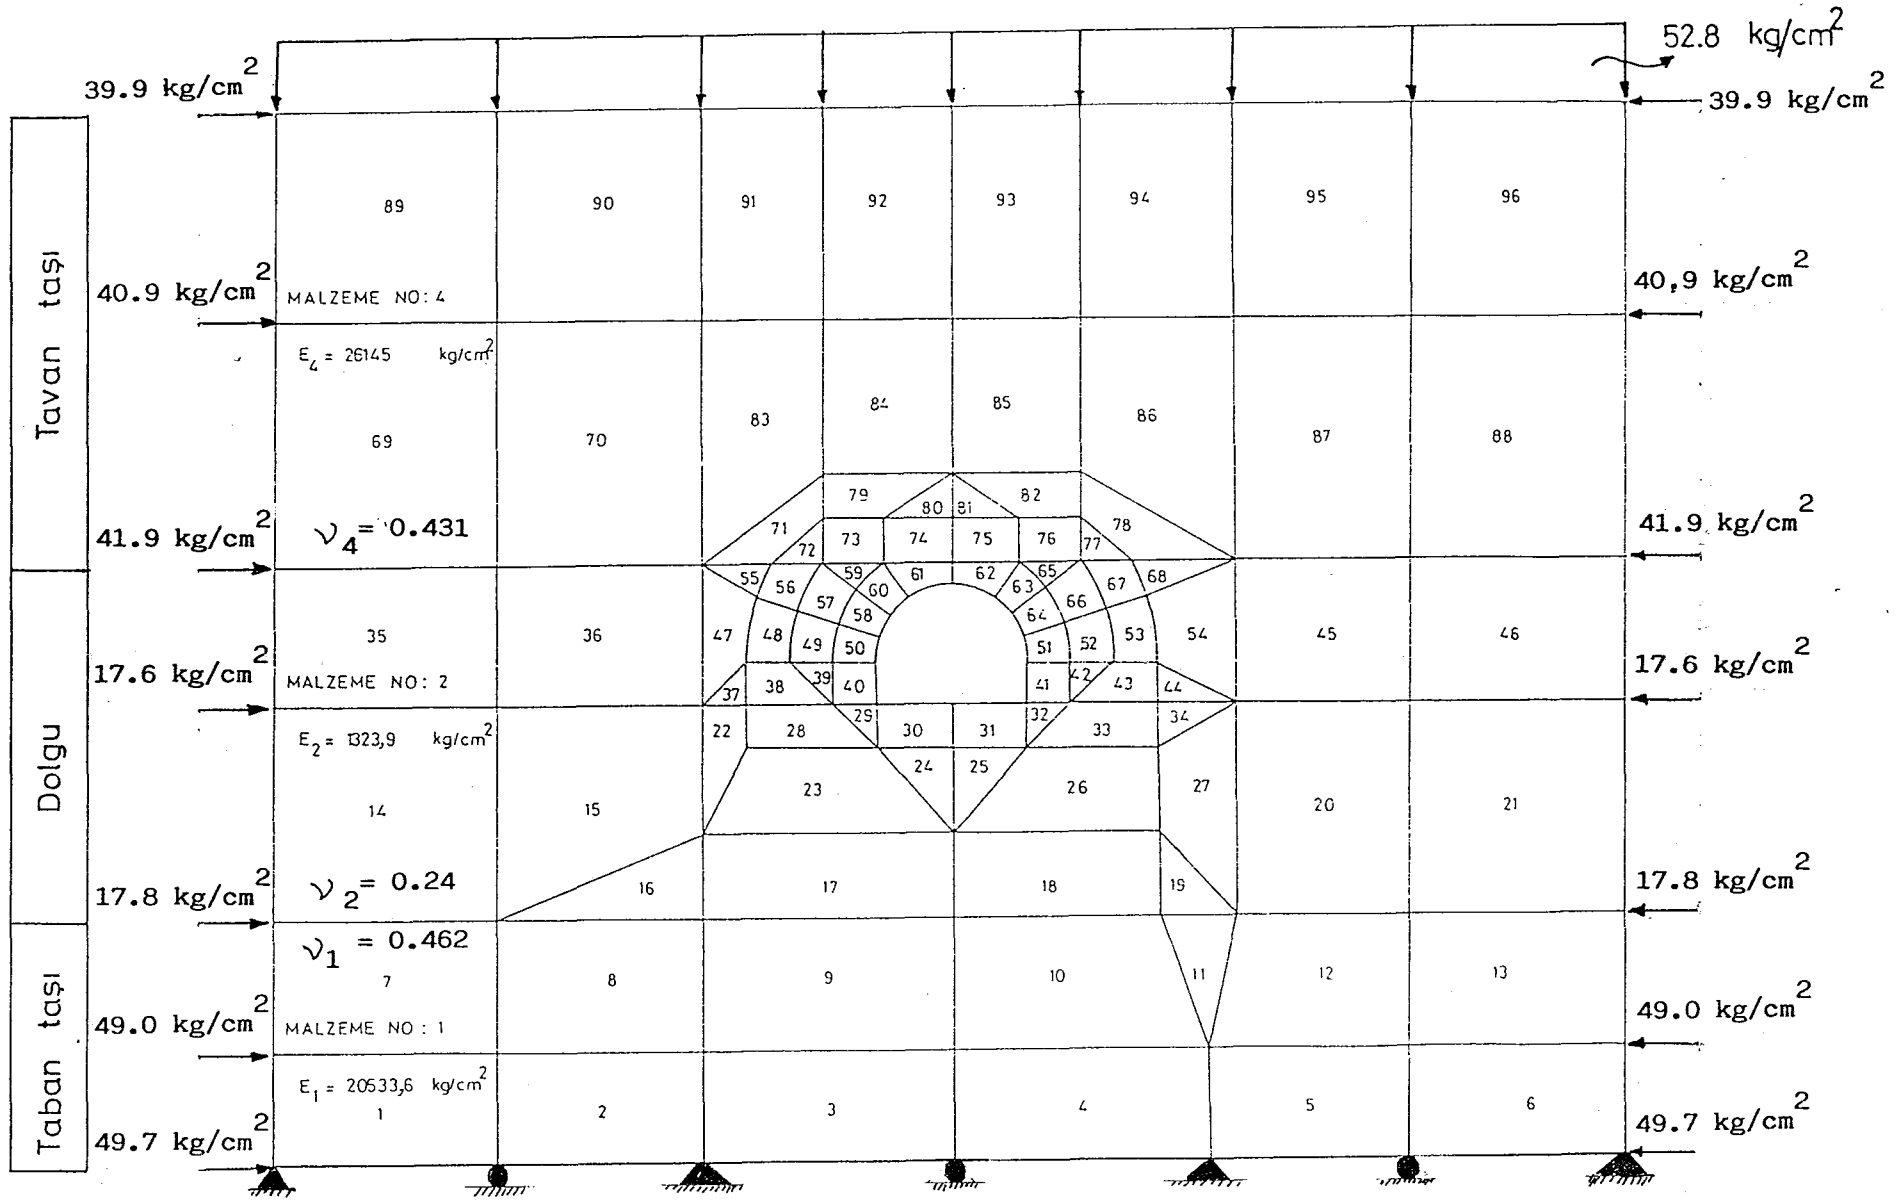 52.8 kg/cm²
39.9 kg/cm²
39.9 kg/cm²
89 90 91 92 93 94 95 96
Tavan taşı
40.9 kg/cm²
MALZEME NO: 4
40,9 kg/cm²
E₄ = 26145 kg/cm²
69 70 83 84 85 86 87 88
79 80 81 82
41.9 kg/cm²
ν₄ = 0.431
71 72 73 74 75 76 77 78
41.9 kg/cm²
55 56 57 58 59 60 61 62 63 64 65 66 67 68
35 36 47 48 49 50 51 52 53 54 45 46
17.6 kg/cm²
MALZEME NO: 2
37 38 39 40 41 42 43 44
17.6 kg/cm²
Dolgu
E₂ = 1323,9 kg/cm²
22 28 29 30 31 32 33 34
14 15 23 24 25 26 27 20 21
17.8 kg/cm²
ν₂ = 0.24
16 17 18 19
17.8 kg/cm²
ν₁ = 0.462
7 8 9 10 11 12 13
Taban taşı
49.0 kg/cm²
MALZEME NO: 1
49.0 kg/cm²
E₁ = 20533,6 kg/cm²
1 2 3 4 5 6
49.7 kg/cm²
49.7 kg/cm²